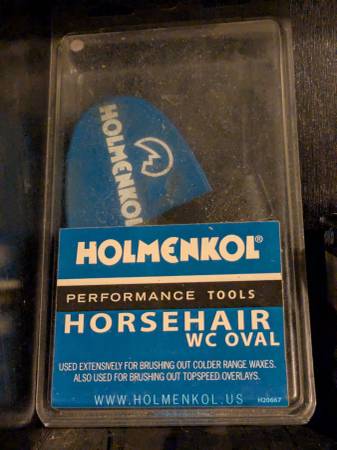 HOLMENKOL
HOLMENKOL®
PERFORMANCE TOOLS
HORSEHAIR
WC OVAL
USED EXTENSIVELY FOR BRUSHING OUT COLDER RANGE WAXES.
ALSO USED FOR BRUSHING OUT TOPSPEED OVERLAYS.
WWW.HOLMENKOL.US H20667